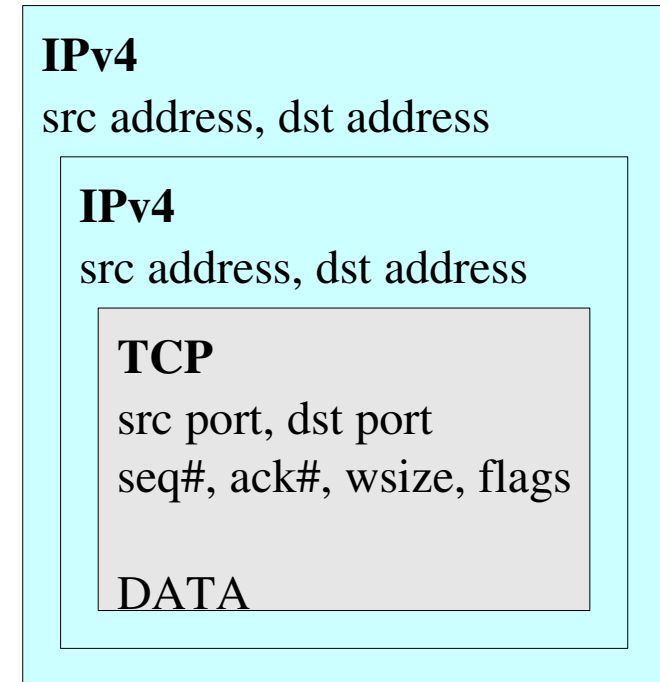 IPv4
src address, dst address
IPv4
src address, dst address
TCP
src port, dst port
seq#, ack#, wsize, flags
DATA